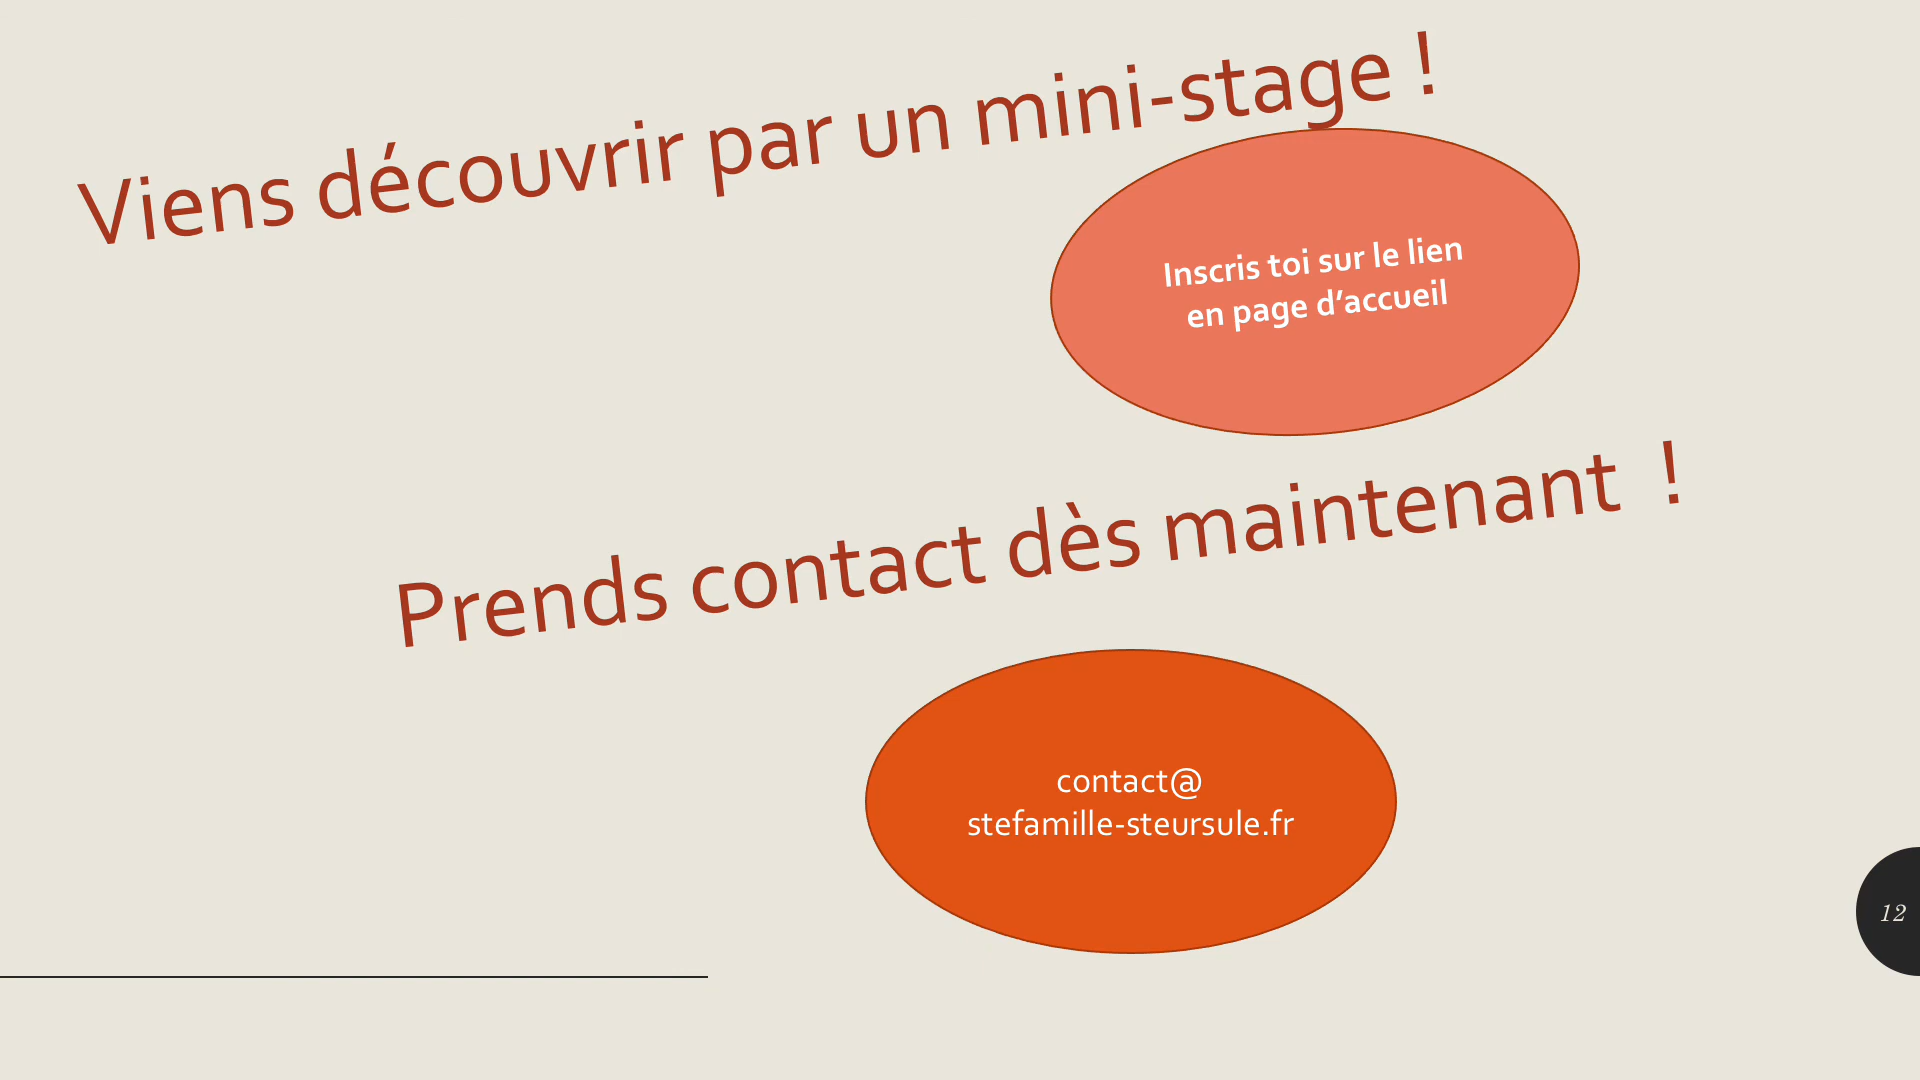 Viens découvrir par un mini-stage !
Inscris toi sur le lien
en page d’accueil
Prends contact dès maintenant  !
contact@
stefamille-steursule.fr
12